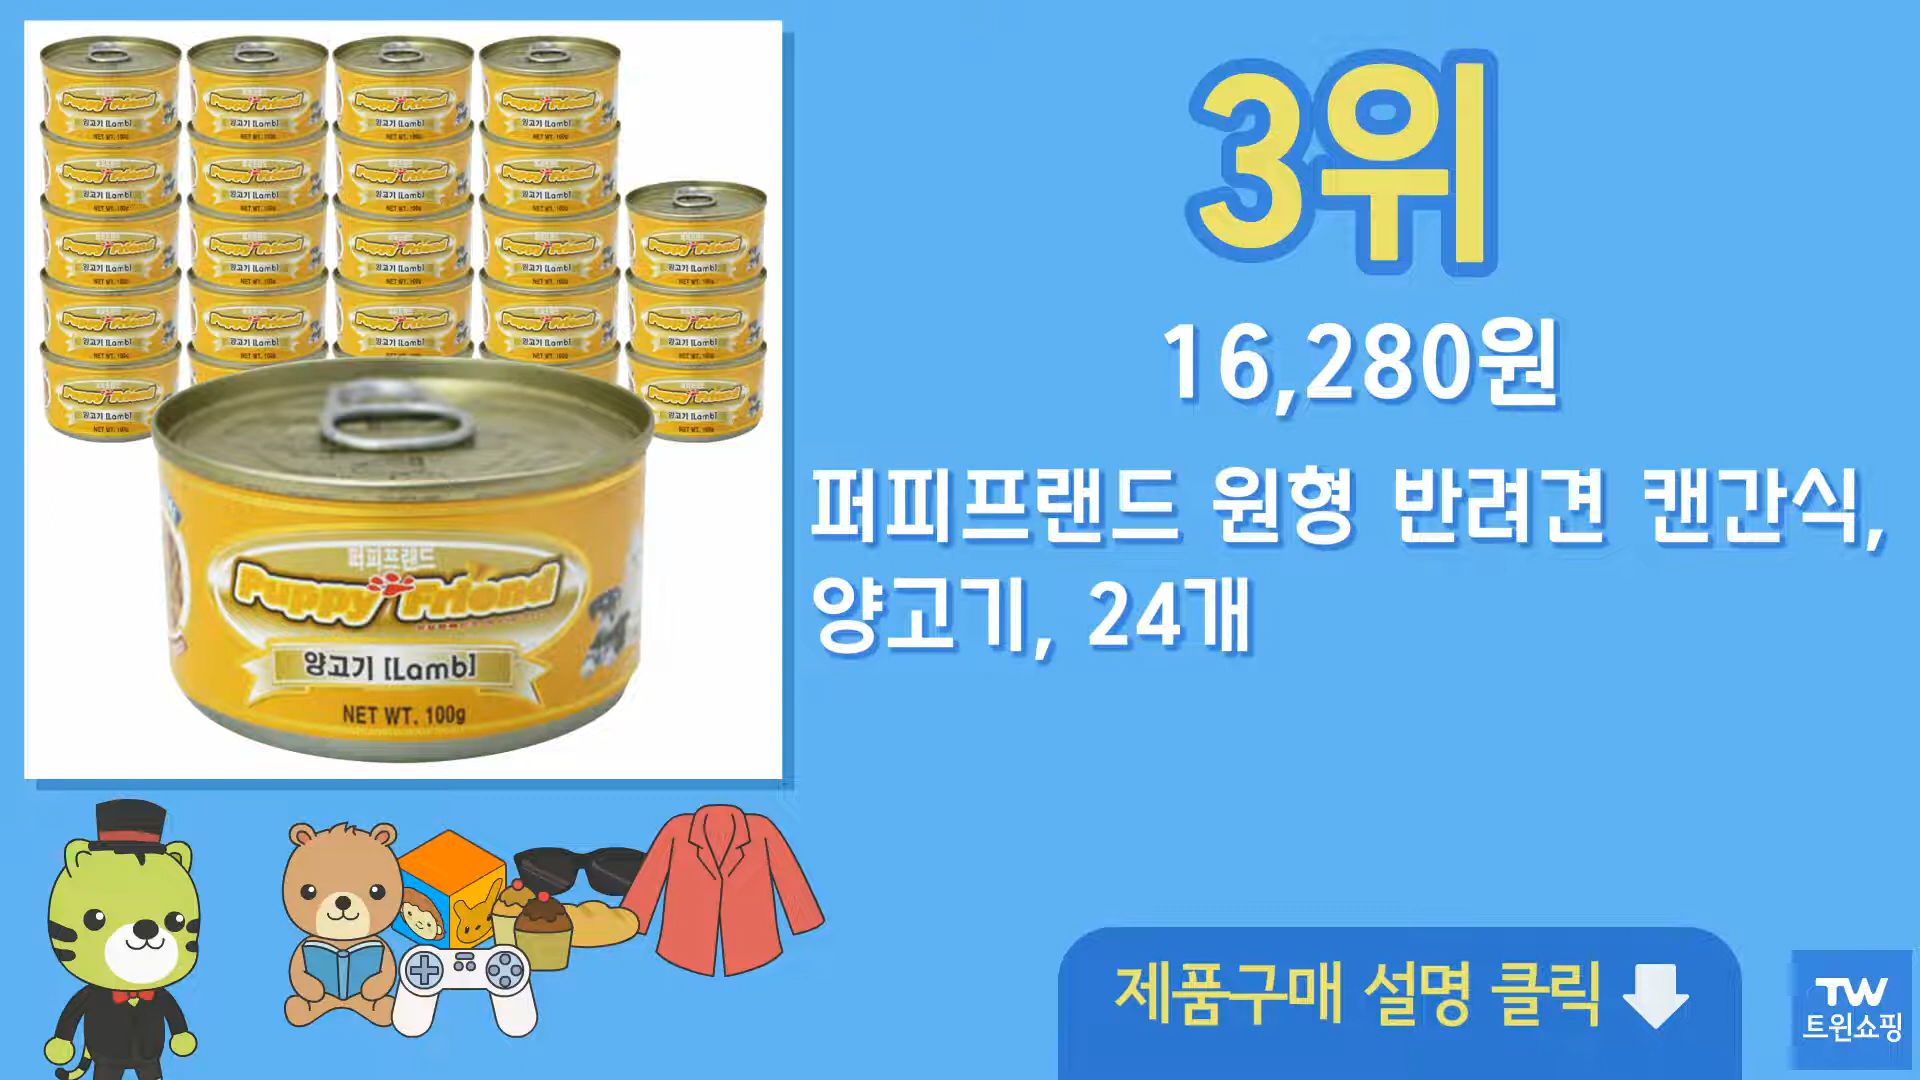 3위
16,280원
퍼피프랜드 원형 반려견 캔간식,
양고기, 24개
퍼피프랜드
Puppy Friend
양고기 [Lamb]
NET WT. 100g
제품구매 설명 클릭
TW
트윈쇼핑